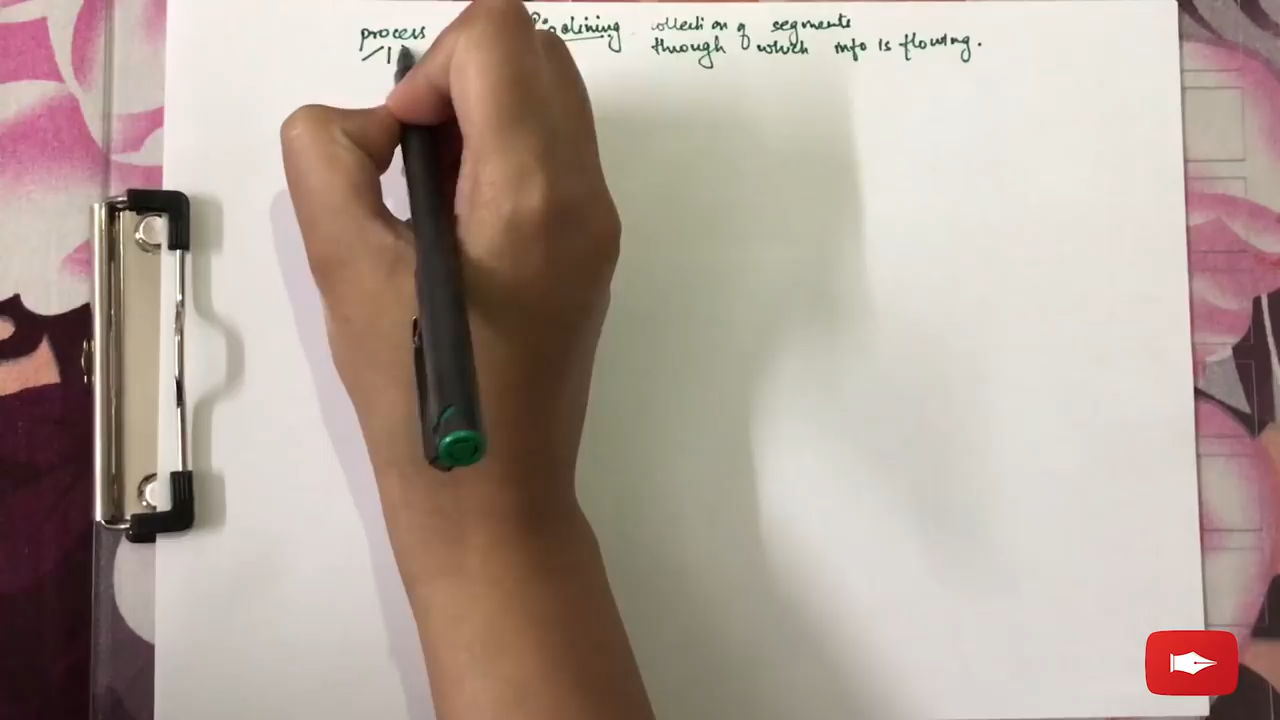 process
Pipelining
collection of segments
through which info is flowing.